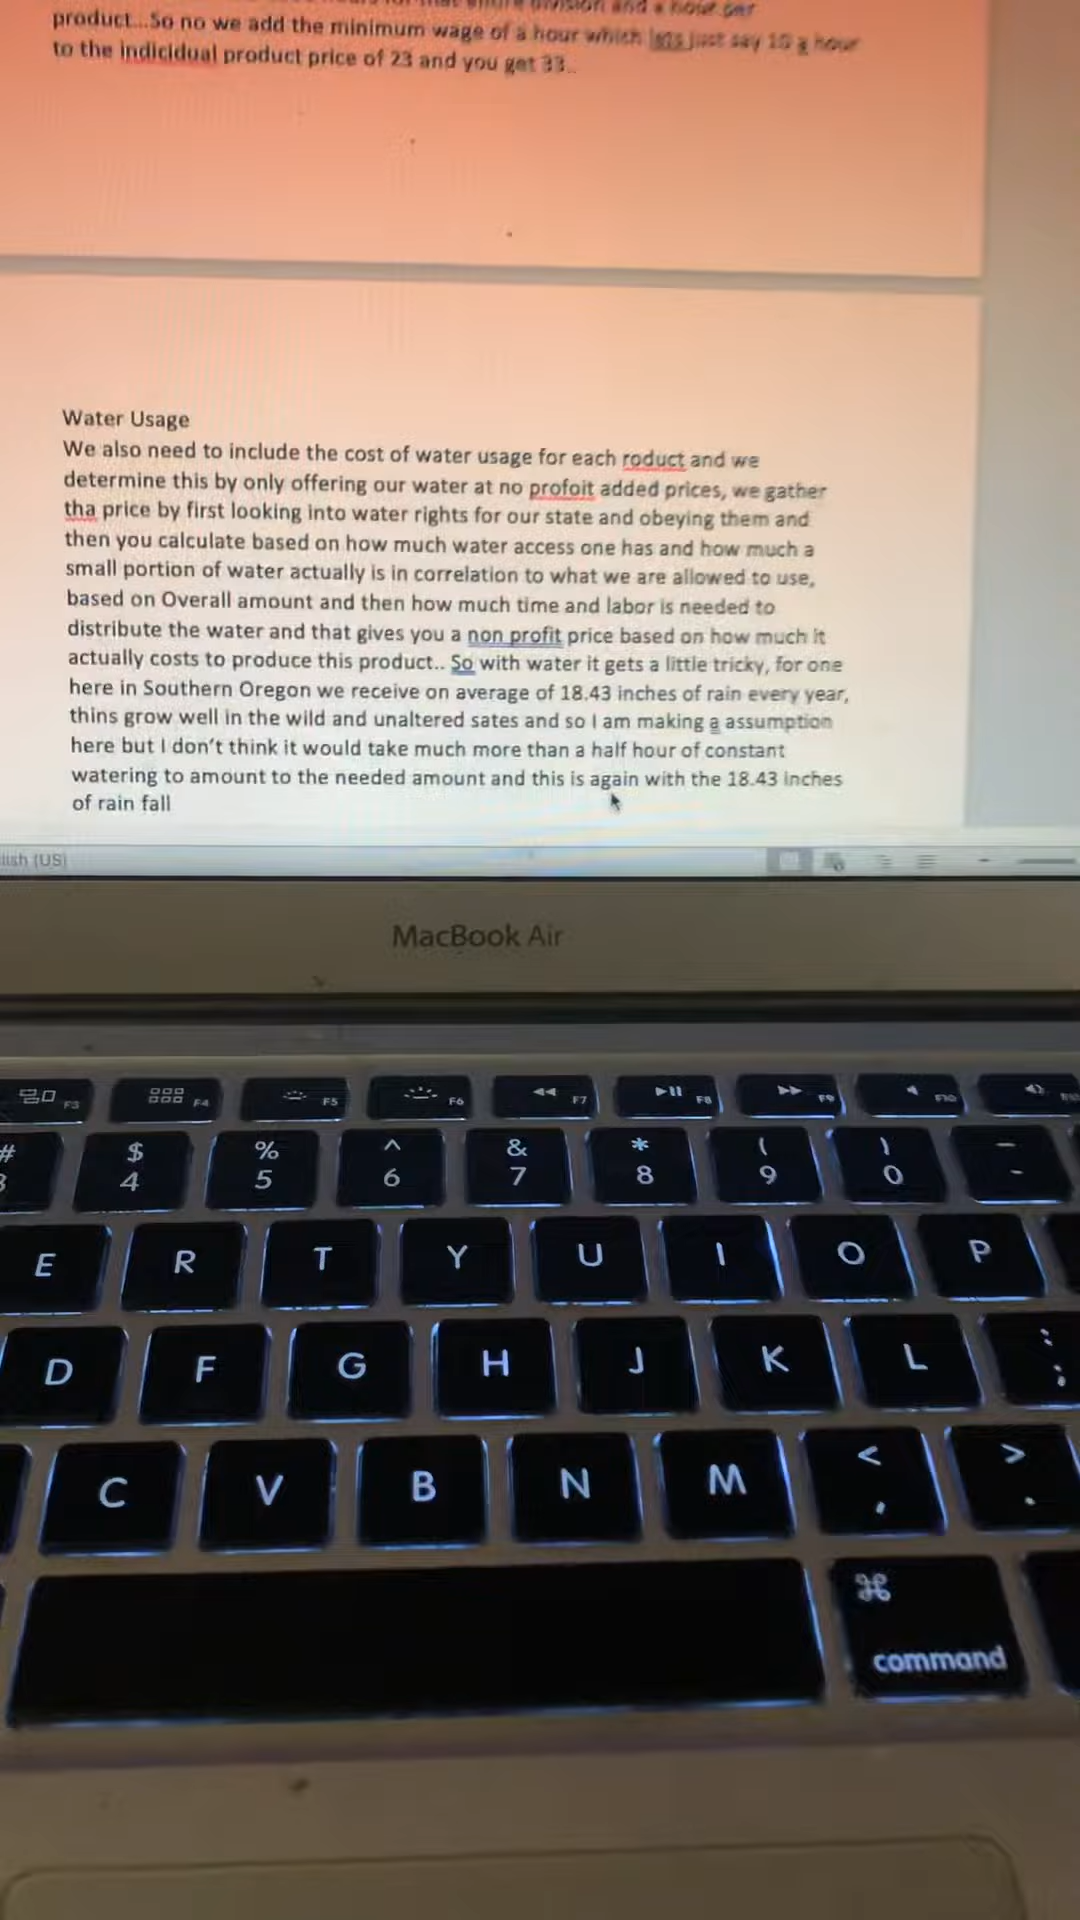 product...So no we add the minimum wage of a hour which lets just say 10 a hour
to the indicidual product price of 23 and you get 33..
Water Usage
We also need to include the cost of water usage for each roduct and we
determine this by only offering our water at no profoit added prices, we gather
tha price by first looking into water rights for our state and obeying them and
then you calculate based on how much water access one has and how much a
small portion of water actually is in correlation to what we are allowed to use,
based on Overall amount and then how much time and labor is needed to
distribute the water and that gives you a non profit price based on how much it
actually costs to produce this product.. So with water it gets a little tricky, for one
here in Southern Oregon we receive on average of 18.43 inches of rain every year,
thins grow well in the wild and unaltered sates and so I am making a assumption
here but I don't think it would take much more than a half hour of constant
watering to amount to the needed amount and this is again with the 18.43 inches
of rain fall
lish (US)
MacBook Air
F3 F4 F5 F6 F7 F8 F9 F10
# $ % ^ & * ( ) –
3 4 5 6 7 8 9 0 -
E R T Y U I O P
D F G H J K L : ;
C V B N M < , > .
⌘
command